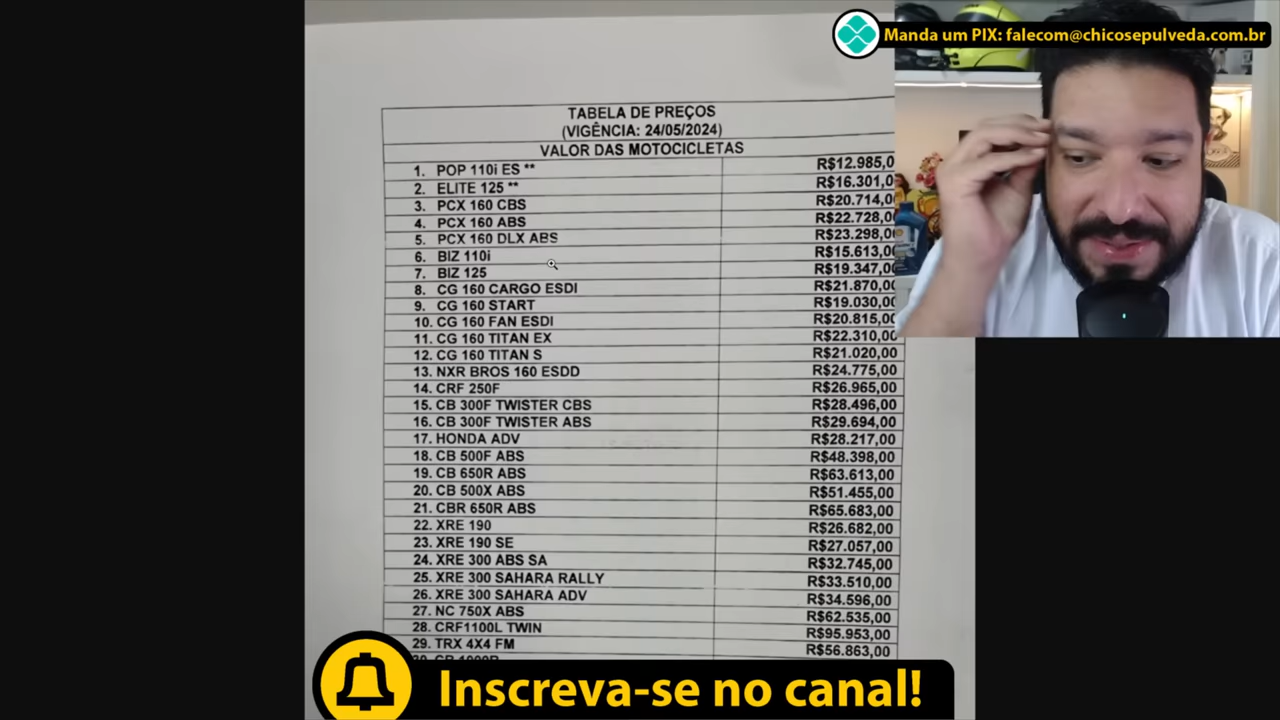 Manda um PIX: falecom@chicosepulveda.com.br
TABELA DE PREÇOS
(VIGÊNCIA: 24/05/2024)
VALOR DAS MOTOCICLETAS
1. POP 110i ES ** R$12.985,0
2. ELITE 125 ** R$16.301,0
3. PCX 160 CBS R$20.714,0
4. PCX 160 ABS R$22.728,0
5. PCX 160 DLX ABS R$23.298,0
6. BIZ 110i R$15.613,0
7. BIZ 125 R$19.347,0
8. CG 160 CARGO ESDI R$21.870,00
9. CG 160 START R$19.030,00
10. CG 160 FAN ESDI R$20.815,00
11. CG 160 TITAN EX R$22.310,00
12. CG 160 TITAN S R$21.020,00
13. NXR BROS 160 ESDD R$24.775,00
14. CRF 250F R$26.965,00
15. CB 300F TWISTER CBS R$28.496,00
16. CB 300F TWISTER ABS R$29.694,00
17. HONDA ADV R$28.217,00
18. CB 500F ABS R$48.398,00
19. CB 650R ABS R$63.613,00
20. CB 500X ABS R$51.455,00
21. CBR 650R ABS R$65.683,00
22. XRE 190 R$26.682,00
23. XRE 190 SE R$27.057,00
24. XRE 300 ABS SA R$32.745,00
25. XRE 300 SAHARA RALLY R$33.510,00
26. XRE 300 SAHARA ADV R$34.596,00
27. NC 750X ABS R$62.535,00
28. CRF1100L TWIN R$95.953,00
29. TRX 4X4 FM R$56.863,00
Inscreva-se no canal!